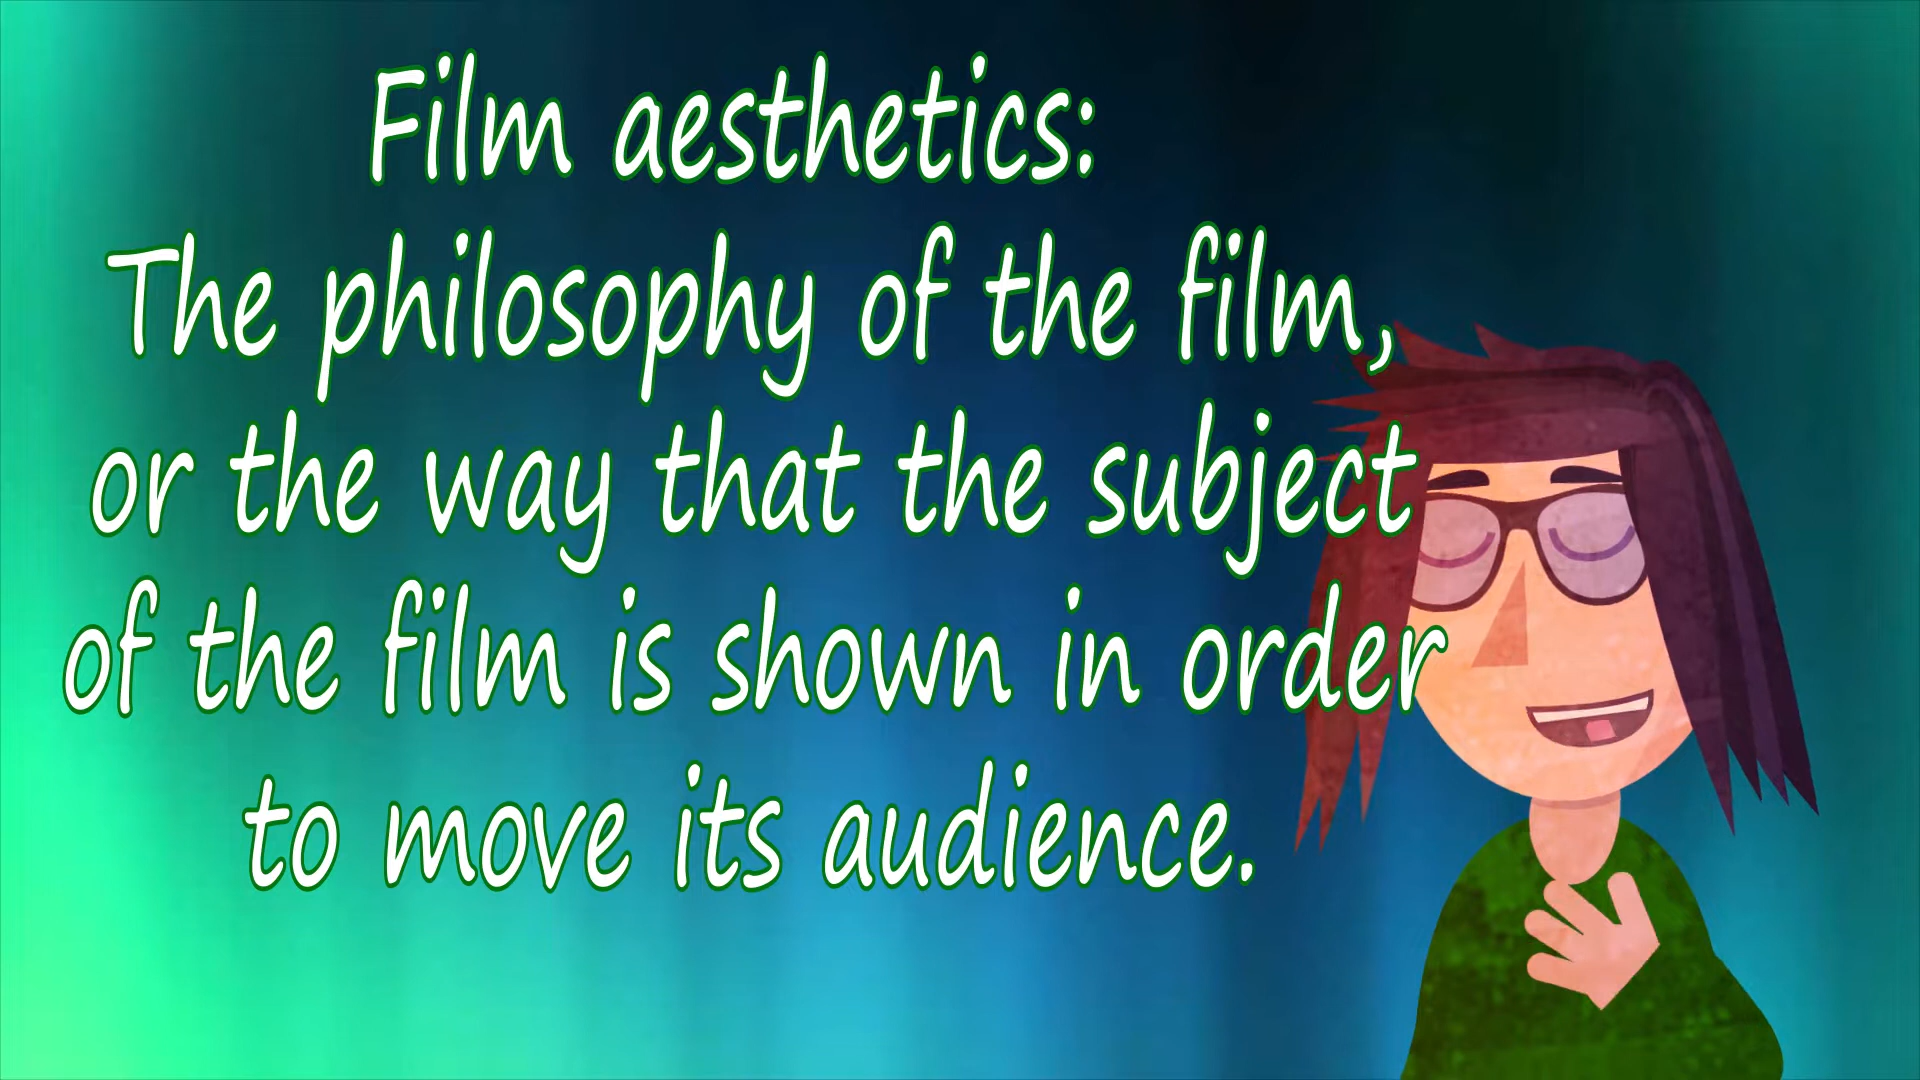 Film aesthetics:
The philosophy of the film,
or the way that the subject
of the film is shown in order
to move its audience.